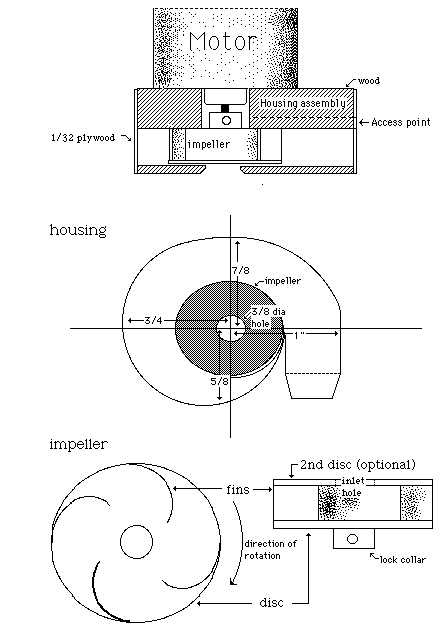 Motor
wood
Housing assembly
Access point
1/32 plywood
impeller
housing
7/8
impeller
3/4
3/8 dia
hole
1"
5/8
impeller
2nd disc (optional)
fins
inlet
hole
direction of
rotation
lock collar
disc